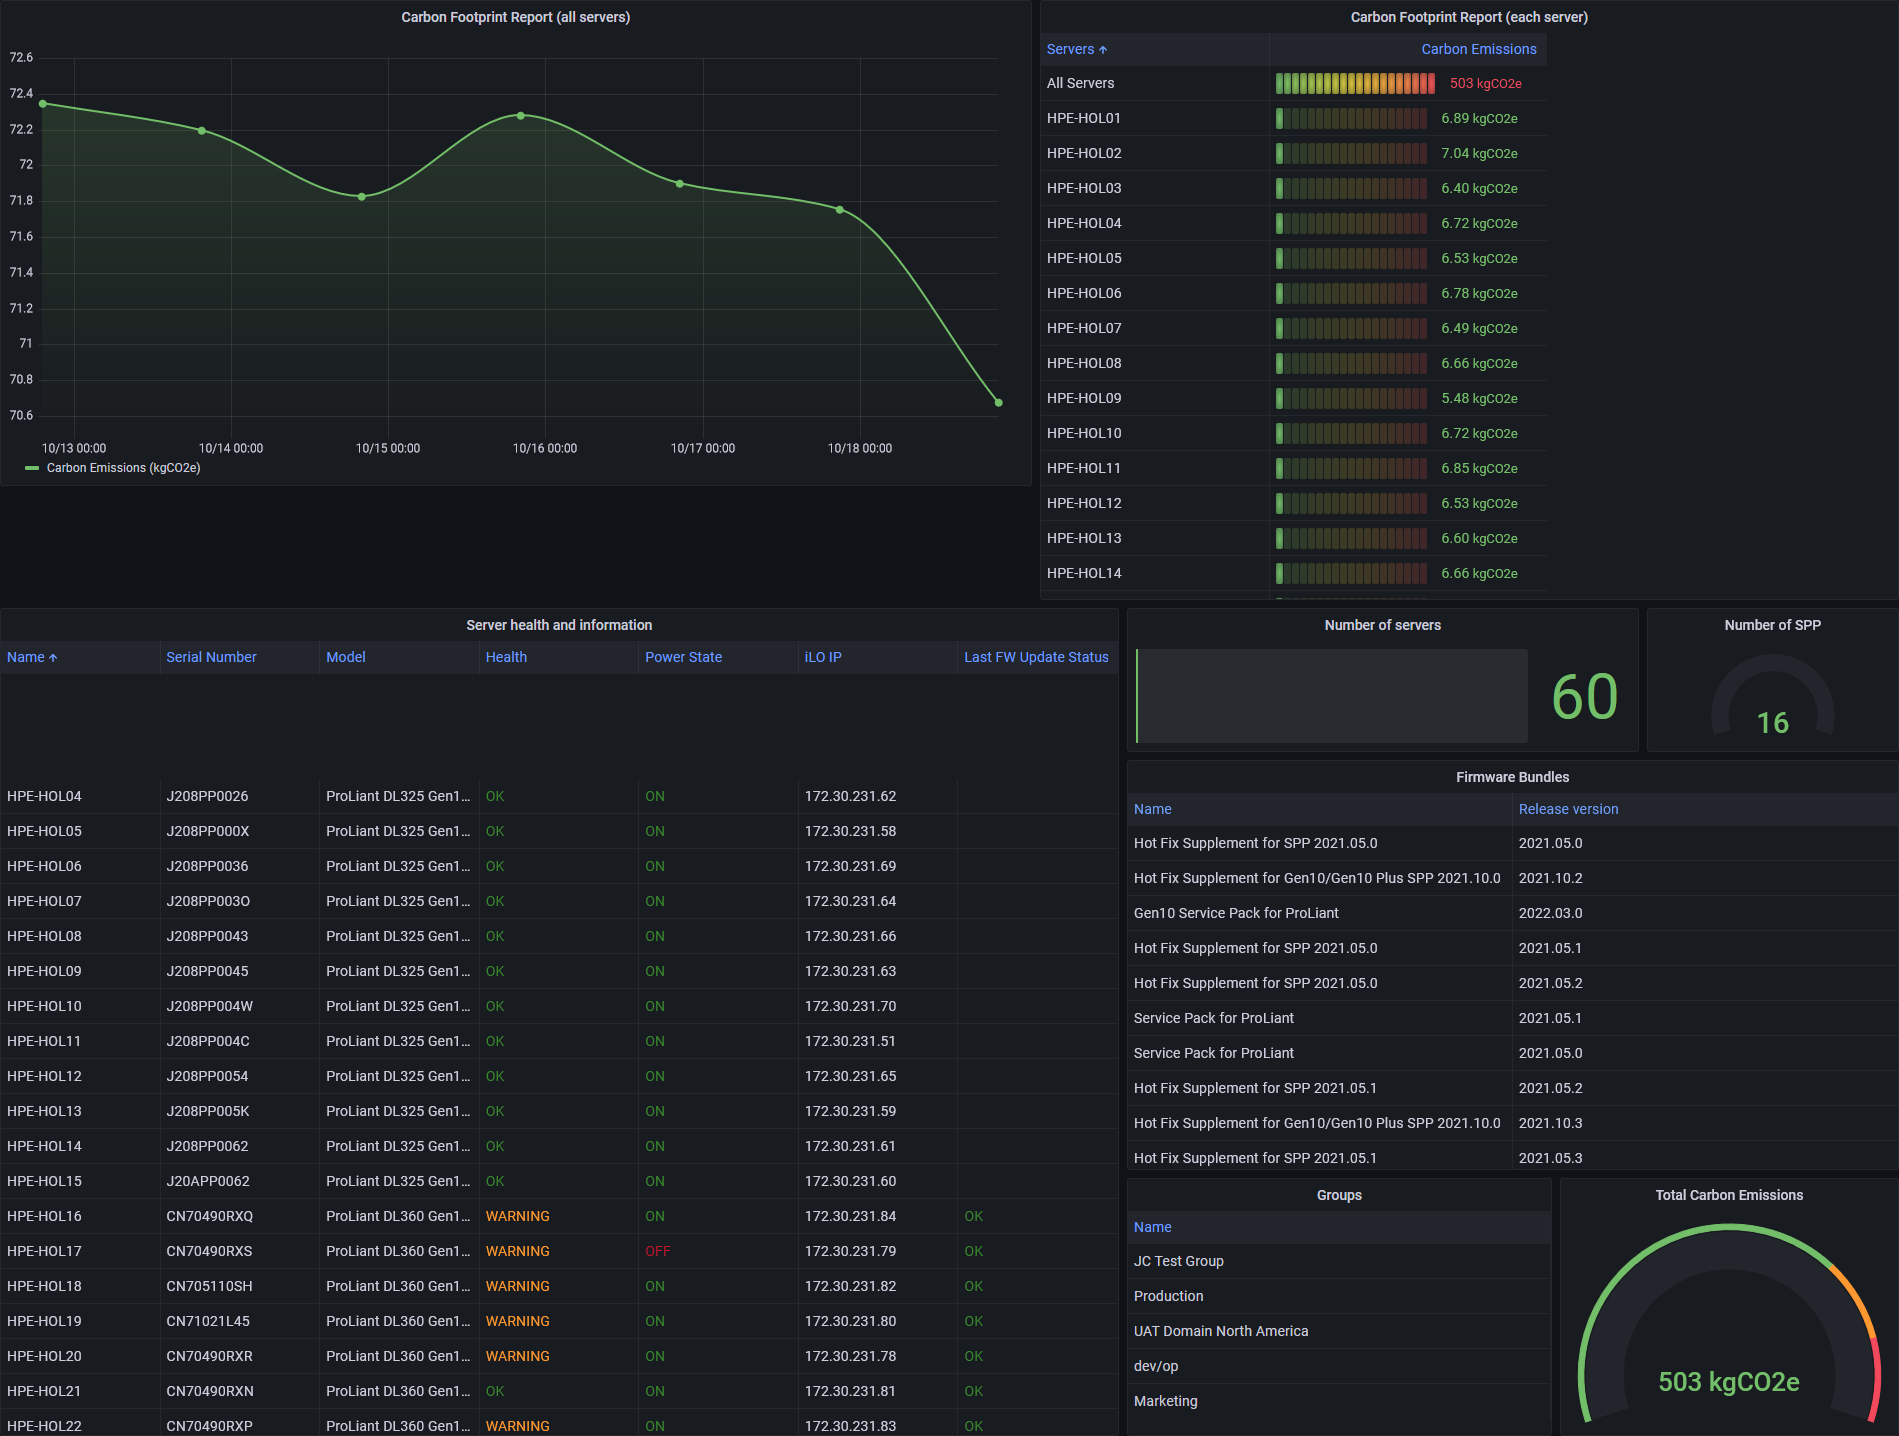 Carbon Footprint Report (all servers)
72.6
72.4
72.2
72
71.8
71.6
71.4
71.2
71
70.8
70.6
10/13 00:00 10/14 00:00 10/15 00:00 10/16 00:00 10/17 00:00 10/18 00:00
Carbon Emissions (kgCO2e)
Carbon Footprint Report (each server)
Servers Carbon Emissions
All Servers 503 kgCO2e
HPE-HOL01 6.89 kgCO2e
HPE-HOL02 7.04 kgCO2e
HPE-HOL03 6.40 kgCO2e
HPE-HOL04 6.72 kgCO2e
HPE-HOL05 6.53 kgCO2e
HPE-HOL06 6.78 kgCO2e
HPE-HOL07 6.49 kgCO2e
HPE-HOL08 6.66 kgCO2e
HPE-HOL09 5.48 kgCO2e
HPE-HOL10 6.72 kgCO2e
HPE-HOL11 6.85 kgCO2e
HPE-HOL12 6.53 kgCO2e
HPE-HOL13 6.60 kgCO2e
HPE-HOL14 6.66 kgCO2e
Server health and information
Name Serial Number Model Health Power State iLO IP Last FW Update Status
HPE-HOL04 J208PP0026 ProLiant DL325 Gen1... OK ON 172.30.231.62
HPE-HOL05 J208PP000X ProLiant DL325 Gen1... OK ON 172.30.231.58
HPE-HOL06 J208PP0036 ProLiant DL325 Gen1... OK ON 172.30.231.69
HPE-HOL07 J208PP003O ProLiant DL325 Gen1... OK ON 172.30.231.64
HPE-HOL08 J208PP0043 ProLiant DL325 Gen1... OK ON 172.30.231.66
HPE-HOL09 J208PP0045 ProLiant DL325 Gen1... OK ON 172.30.231.63
HPE-HOL10 J208PP004W ProLiant DL325 Gen1... OK ON 172.30.231.70
HPE-HOL11 J208PP004C ProLiant DL325 Gen1... OK ON 172.30.231.51
HPE-HOL12 J208PP0054 ProLiant DL325 Gen1... OK ON 172.30.231.65
HPE-HOL13 J208PP005K ProLiant DL325 Gen1... OK ON 172.30.231.59
HPE-HOL14 J208PP0062 ProLiant DL325 Gen1... OK ON 172.30.231.61
HPE-HOL15 J20APP0062 ProLiant DL325 Gen1... OK ON 172.30.231.60
HPE-HOL16 CN70490RXQ ProLiant DL360 Gen1... WARNING ON 172.30.231.84 OK
HPE-HOL17 CN70490RXS ProLiant DL360 Gen1... WARNING OFF 172.30.231.79 OK
HPE-HOL18 CN705110SH ProLiant DL360 Gen1... WARNING ON 172.30.231.82 OK
HPE-HOL19 CN71021L45 ProLiant DL360 Gen1... WARNING ON 172.30.231.80 OK
HPE-HOL20 CN70490RXR ProLiant DL360 Gen1... WARNING ON 172.30.231.78 OK
HPE-HOL21 CN70490RXN ProLiant DL360 Gen1... OK ON 172.30.231.81 OK
HPE-HOL22 CN70490RXP ProLiant DL360 Gen1... WARNING ON 172.30.231.83 OK
Number of servers
60
Number of SPP
16
Firmware Bundles
Name Release version
Hot Fix Supplement for SPP 2021.05.0 2021.05.0
Hot Fix Supplement for Gen10/Gen10 Plus SPP 2021.10.0 2021.10.2
Gen10 Service Pack for ProLiant 2022.03.0
Hot Fix Supplement for SPP 2021.05.0 2021.05.1
Hot Fix Supplement for SPP 2021.05.0 2021.05.2
Service Pack for ProLiant 2021.05.1
Service Pack for ProLiant 2021.05.0
Hot Fix Supplement for SPP 2021.05.1 2021.05.2
Hot Fix Supplement for Gen10/Gen10 Plus SPP 2021.10.0 2021.10.3
Hot Fix Supplement for SPP 2021.05.1 2021.05.3
Groups
Name
JC Test Group
Production
UAT Domain North America
dev/op
Marketing
Total Carbon Emissions
503 kgCO2e